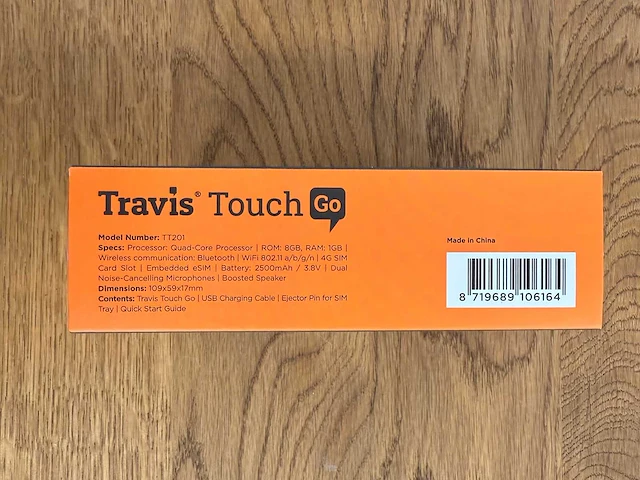 Travis® Touch Go
Model Number: TT201
Specs: Processor: Quad-Core Processor | ROM: 8GB, RAM: 1GB |
Wireless communication: Bluetooth | WiFi 802.11 a/b/g/n | 4G SIM
Card Slot | Embedded eSIM | Battery: 2500mAh / 3.8V | Dual
Noise-Cancelling Microphones | Boosted Speaker
Dimensions: 109x59x17mm
Contents: Travis Touch Go | USB Charging Cable | Ejector Pin for SIM
Tray | Quick Start Guide
Made in China
8 719689 106164